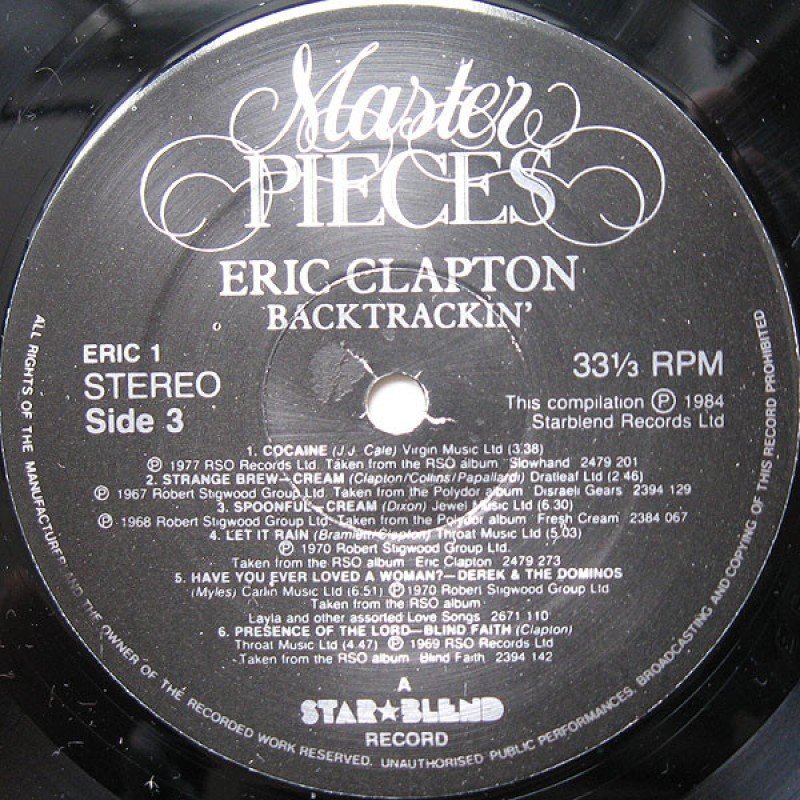 Master
PIECES
ERIC CLAPTON
BACKTRACKIN'
ERIC 1
STEREO
Side 3
33⅓ RPM
This compilation ℗ 1984
Starblend Records Ltd
1. COCAINE (J.J. Cale) Virgin Music Ltd (3.38)
℗ 1977 RSO Records Ltd. Taken from the RSO album Slowhand 2479 201
2. STRANGE BREW—CREAM (Clapton/Collins/Papallardi) Dratleaf Ltd (2.46)
℗ 1967 Robert Stigwood Group Ltd. Taken from the Polydor album Disraeli Gears 2394 129
3. SPOONFUL—CREAM (Dixon) Jewel Music Ltd (6.30)
℗ 1968 Robert Stigwood Group Ltd. Taken from the Polydor album Fresh Cream 2384 067
4. LET IT RAIN (Bramlett/Clapton) Throat Music Ltd (5.03)
℗ 1970 Robert Stigwood Group Ltd.
Taken from the RSO album Eric Clapton 2479 273
5. HAVE YOU EVER LOVED A WOMAN?—DEREK & THE DOMINOS
(Myles) Carlin Music Ltd (6.51) ℗ 1970 Robert Stigwood Group Ltd
Taken from the RSO album
Layla and other assorted Love Songs 2671 110
6. PRESENCE OF THE LORD—BLIND FAITH (Clapton)
Throat Music Ltd (4.47) ℗ 1969 RSO Records Ltd
Taken from the RSO album Blind Faith 2394 142
A
STAR★BLEND
RECORD
ALL RIGHTS OF THE MANUFACTURER AND THE OWNER OF THE RECORDED WORK RESERVED. UNAUTHORISED PUBLIC PERFORMANCES, BROADCASTING AND COPYING OF THIS RECORD PROHIBITED